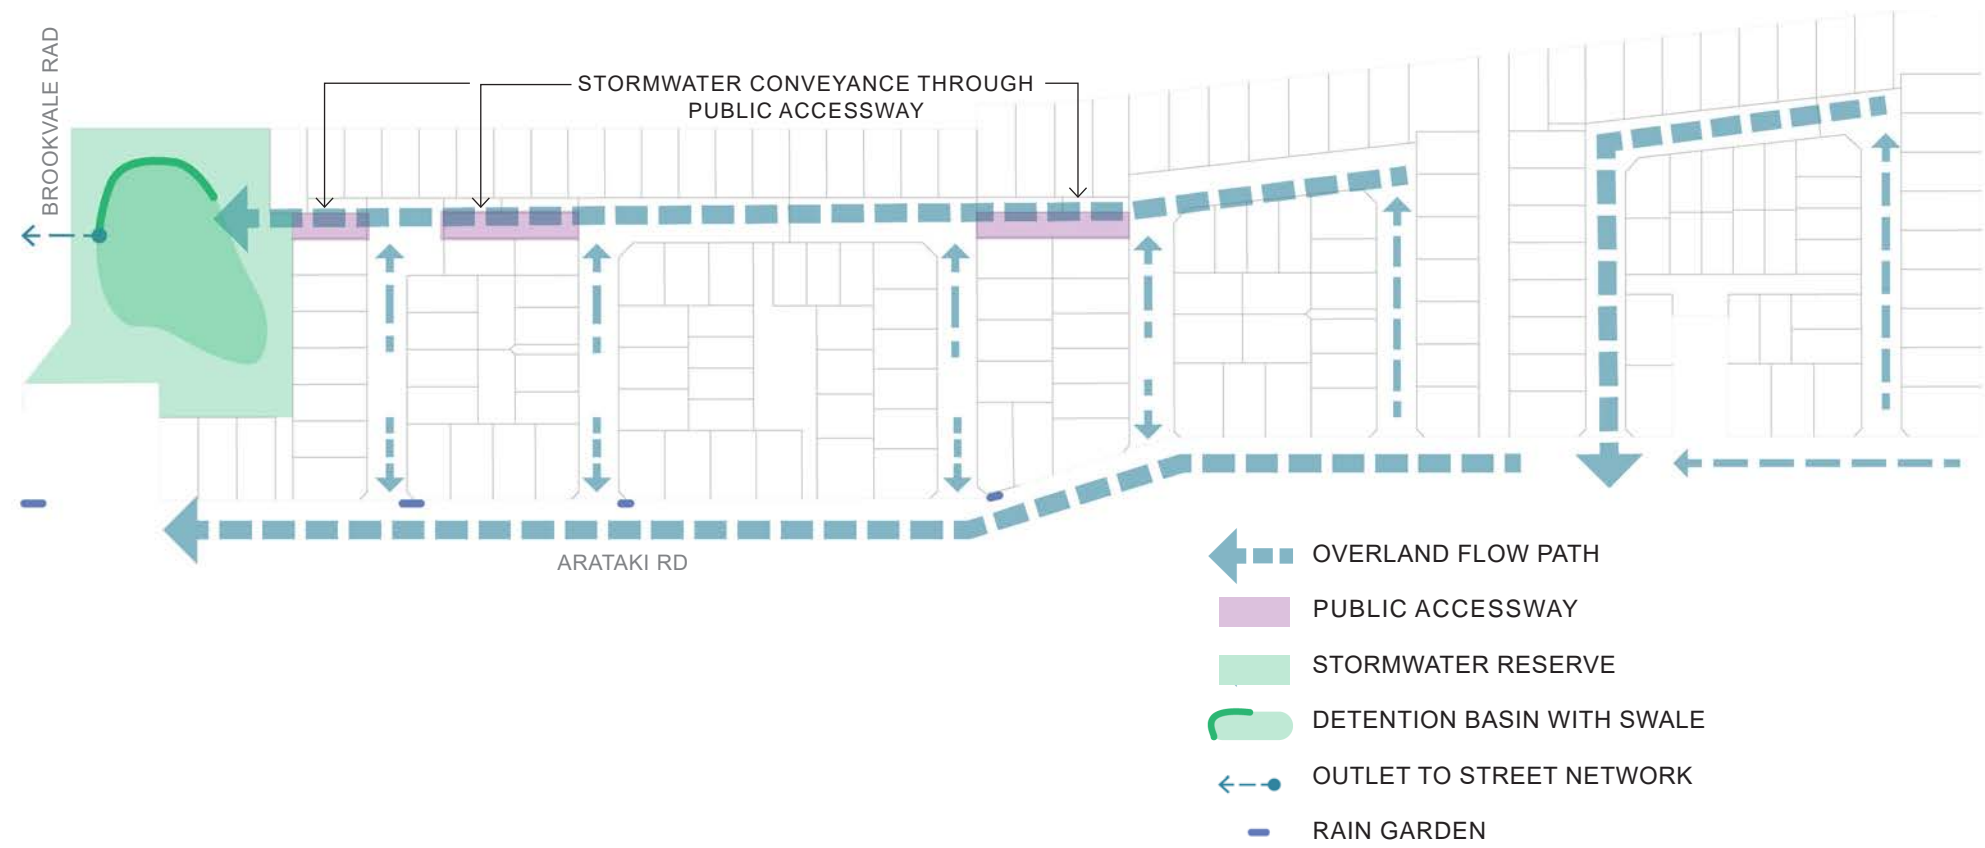 BROOKVALE RAD
STORMWATER CONVEYANCE THROUGH
PUBLIC ACCESSWAY
ARATAKI RD
OVERLAND FLOW PATH
PUBLIC ACCESSWAY
STORMWATER RESERVE
DETENTION BASIN WITH SWALE
OUTLET TO STREET NETWORK
RAIN GARDEN